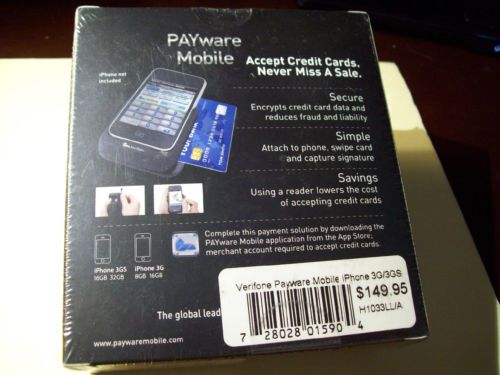 PAYware
Mobile
Accept Credit Cards.
Never Miss A Sale.
iPhone not
included
Secure
Encrypts credit card data and
reduces fraud and liability
Simple
Attach to phone, swipe card
and capture signature
YOUR BANK
Savings
Using a reader lowers the cost
of accepting credit cards
Complete this payment solution by downloading
PAYware Mobile application from the App Store;
merchant account required to accept credit cards.
iPhone 3GS
16GB 32GB
iPhone 3G
8GB 16GB
Verifone Payware Mobile iPhone 3G/3GS
$149.95
H1033LL/A
7 28028 01590 4
The global lead
www.paywaremobile.com